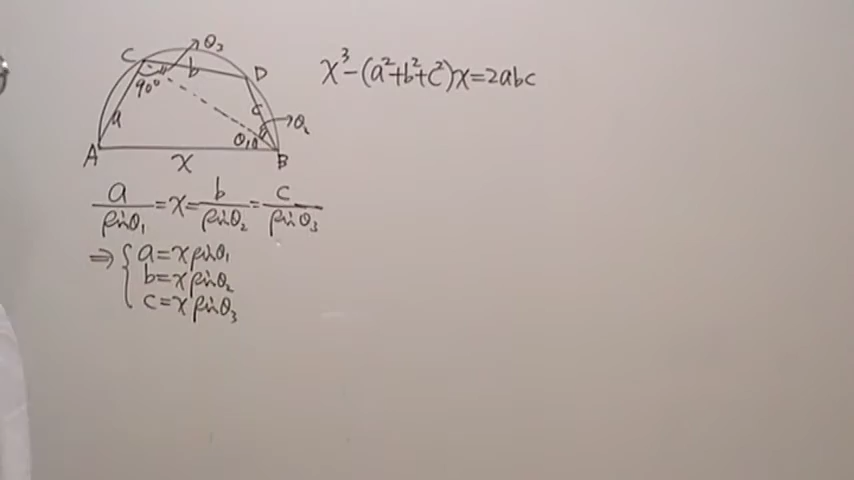 C
θ₃
b
D
90°
a
c
θ₂
θ₁
A
x
B
x³-(a²+b²+c²)x=2abc
a/sinθ₁=x=b/sinθ₂=c/sinθ₃
⇒{a=x sinθ₁
b=x sinθ₂
c=x sinθ₃